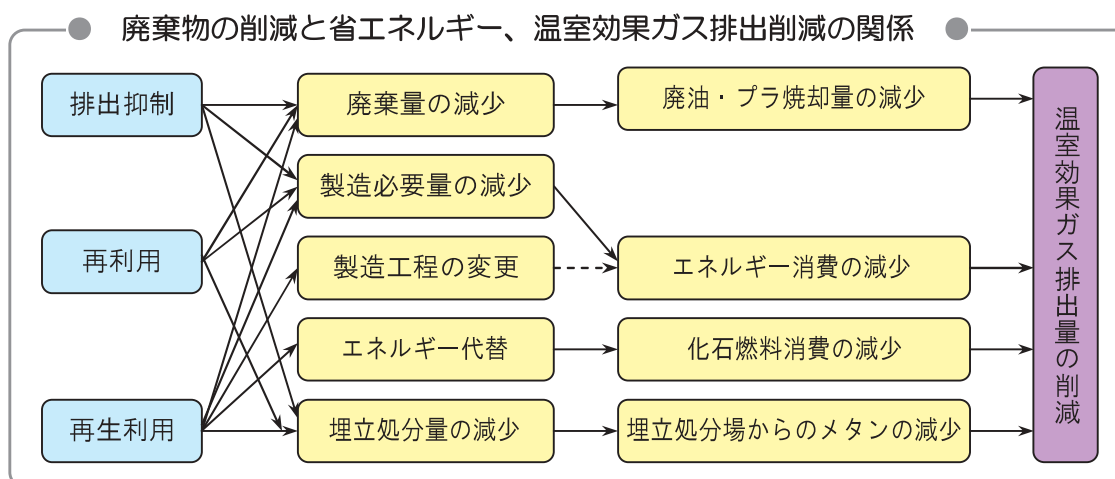 廃棄物の削減と省エネルギー、温室効果ガス排出削減の関係
排出抑制
廃棄量の減少
廃油・プラ焼却量の減少
製造必要量の減少
再利用
製造工程の変更
エネルギー消費の減少
エネルギー代替
化石燃料消費の減少
再生利用
埋立処分量の減少
埋立処分場からのメタンの減少
温室効果ガス排出量の削減